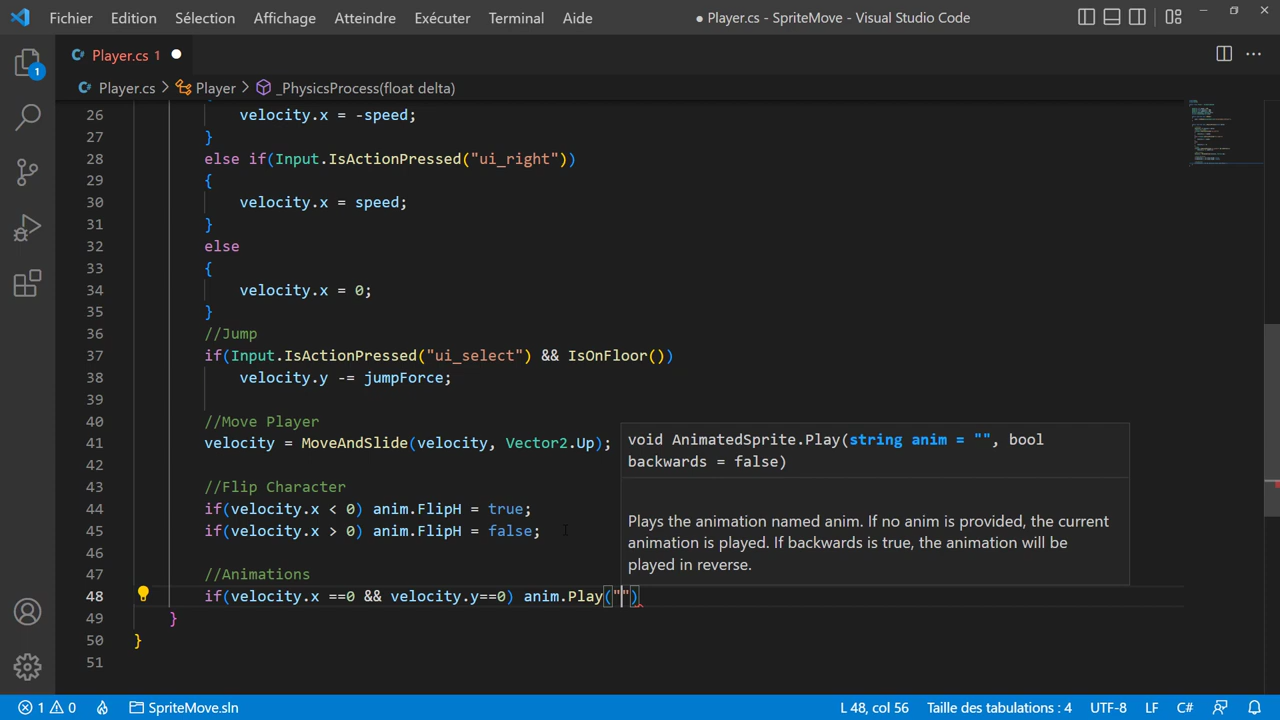 Fichier Edition Sélection Affichage Atteindre Exécuter Terminal Aide ● Player.cs - SpriteMove - Visual Studio Code
Player.cs 1
1
Player.cs > Player > _PhysicsProcess(float delta)
26 velocity.x = -speed;
27 }
28 else if(Input.IsActionPressed("ui_right"))
29 {
30 velocity.x = speed;
31 }
32 else
33 {
34 velocity.x = 0;
35 }
36 //Jump
37 if(Input.IsActionPressed("ui_select") && IsOnFloor())
38 velocity.y -= jumpForce;
39
40 //Move Player
41 velocity = MoveAndSlide(velocity, Vector2.Up);
42
43 //Flip Character
44 if(velocity.x < 0) anim.FlipH = true;
45 if(velocity.x > 0) anim.FlipH = false;
46
47 //Animations
48 if(velocity.x ==0 && velocity.y==0) anim.Play("")
49 }
50 }
51
void AnimatedSprite.Play(string anim = "", bool
backwards = false)
Plays the animation named anim. If no anim is provided, the current
animation is played. If backwards is true, the animation will be
played in reverse.
1 0 SpriteMove.sln L 48, col 56 Taille des tabulations : 4 UTF-8 LF C#